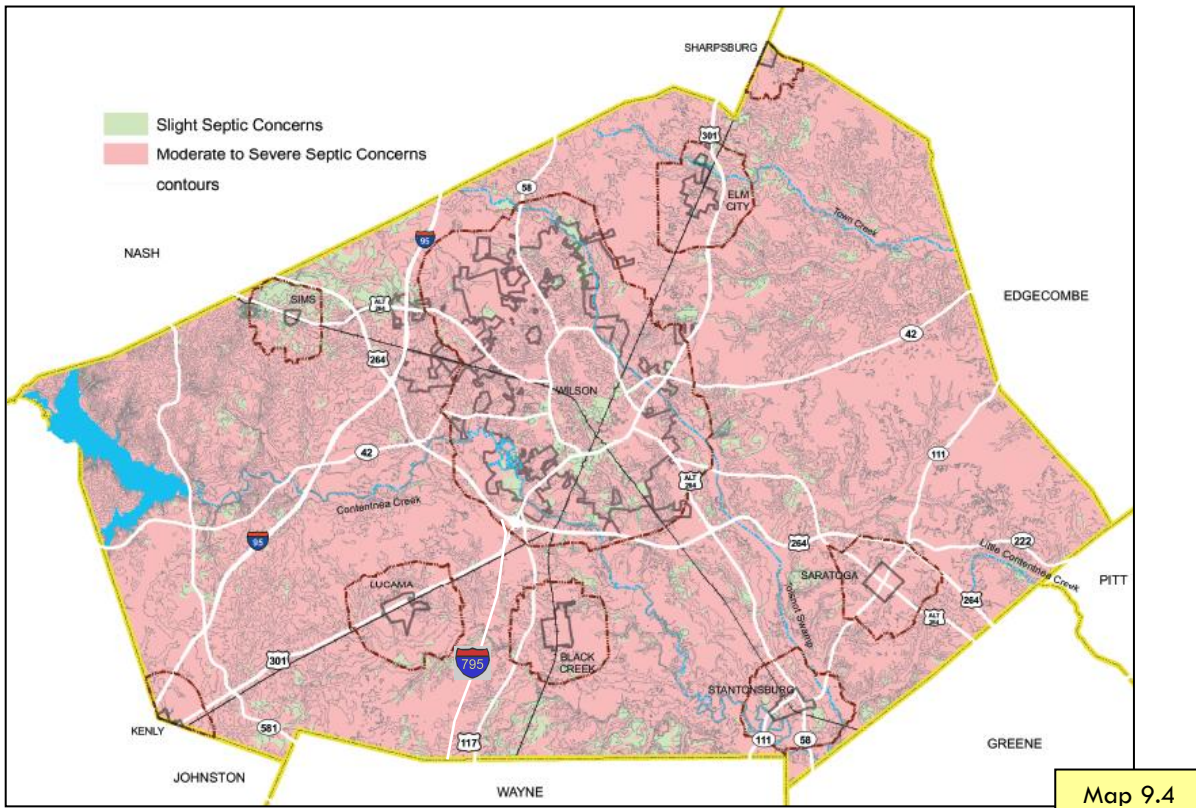 SHARPSBURG
Slight Septic Concerns
Moderate to Severe Septic Concerns
contours
301
58
ELM
CITY
Town Creek
95
NASH
SIMS
ALT
264
EDGECOMBE
42
264
WILSON
111
42
ALT
264
Contentnea Creek
95
264
222
Little Contentnea Creek
SARATOGA
PITT
LUCAMA
264
Toisnot Swamp
ALT
264
301
795
BLACK
CREEK
STANTONSBURG
KENLY
581
117
111
58
GREENE
JOHNSTON
WAYNE
Map 9.4